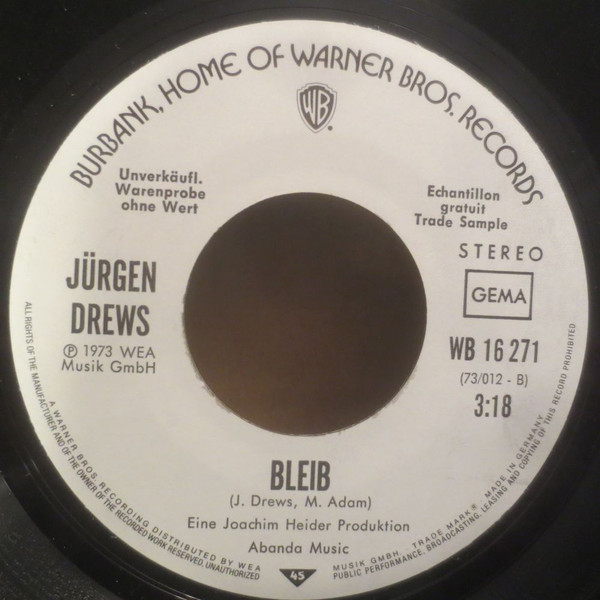 BURBANK, HOME OF WARNER BROS. RECORDS
WB
Unverkäufl.
Warenprobe
ohne Wert
Echantillon
gratuit
Trade Sample
STEREO
GEMA
JÜRGEN
DREWS
℗ 1973 WEA
Musik GmbH
WB 16 271
(73/012 - B)
3:18
BLEIB
(J. Drews, M. Adam)
Eine Joachim Heider Produktion
Abanda Music
45
A WARNER BROS. RECORDING DISTRIBUTED BY WEA MUSIK GMBH. TRADE MARK® MADE IN GERMANY
ALL RIGHTS OF THE MANUFACTURER AND OF THE OWNER OF THE RECORDED WORK RESERVED, UNAUTHORIZED PUBLIC PERFORMANCE, BROADCASTING, LEASING AND COPYING OF THIS RECORD PROHIBITED